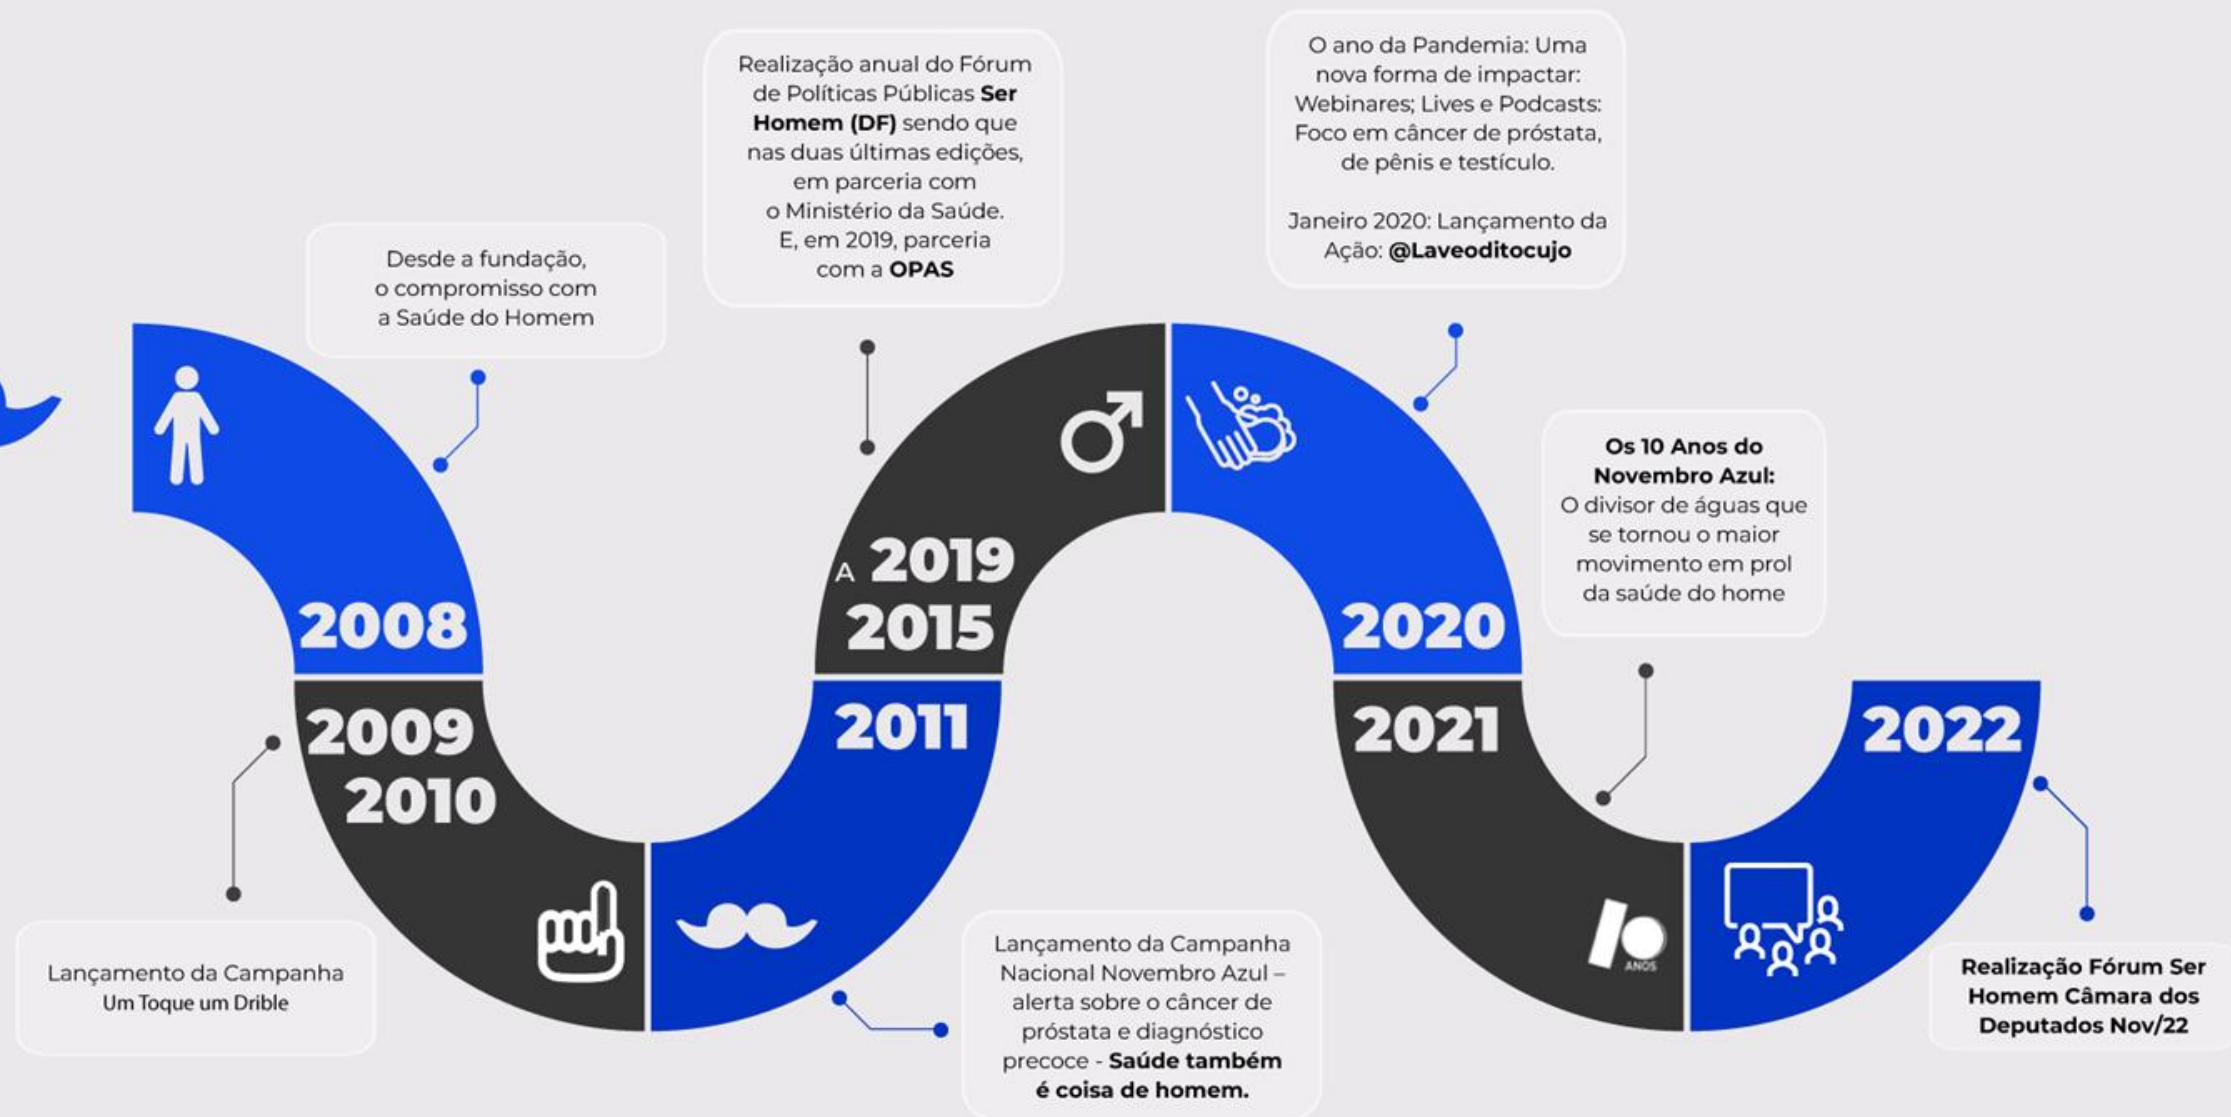 Desde a fundação,
o compromisso com
a Saúde do Homem
2008
2009
2010
Lançamento da Campanha
Um Toque um Drible
2011
Lançamento da Campanha
Nacional Novembro Azul –
alerta sobre o câncer de
próstata e diagnóstico
precoce - Saúde também
é coisa de homem.
Realização anual do Fórum
de Políticas Públicas Ser
Homem (DF) sendo que
nas duas últimas edições,
em parceria com
o Ministério da Saúde.
E, em 2019, parceria
com a OPAS
A 2019
2015
O ano da Pandemia: Uma
nova forma de impactar:
Webinares; Lives e Podcasts:
Foco em câncer de próstata,
de pênis e testículo.
Janeiro 2020: Lançamento da
Ação: @Laveoditocujo
2020
Os 10 Anos do
Novembro Azul:
O divisor de águas que
se tornou o maior
movimento em prol
da saúde do home
2021
10
ANOS
2022
Realização Fórum Ser
Homem Câmara dos
Deputados Nov/22